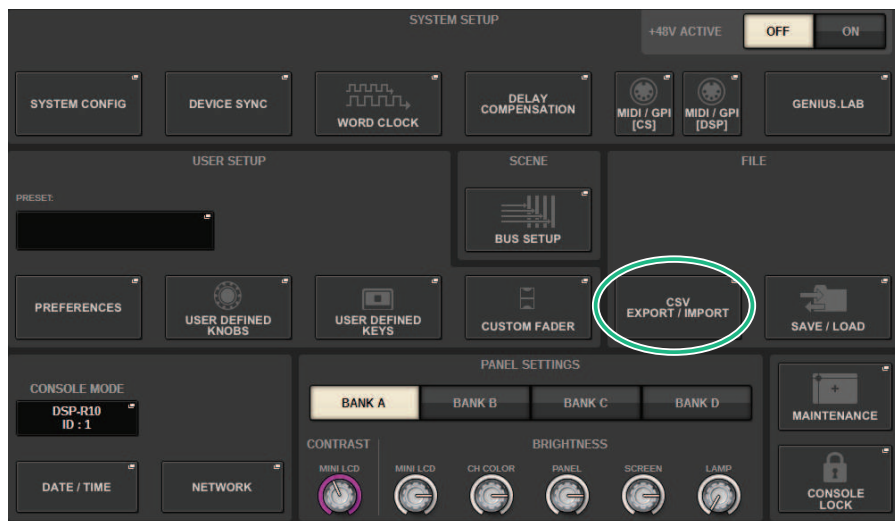 SYSTEM SETUP
+48V ACTIVE
OFF
ON
SYSTEM CONFIG
DEVICE SYNC
WORD CLOCK
DELAY
COMPENSATION
MIDI / GPI
[CS]
MIDI / GPI
[DSP]
GENIUS.LAB
USER SETUP
SCENE
FILE
PRESET:
BUS SETUP
PREFERENCES
USER DEFINED
KNOBS
USER DEFINED
KEYS
CUSTOM FADER
CSV
EXPORT / IMPORT
SAVE / LOAD
CONSOLE MODE
DSP-R10
ID : 1
PANEL SETTINGS
BANK A
BANK B
BANK C
BANK D
MAINTENANCE
CONTRAST
BRIGHTNESS
MINI LCD
MINI LCD
CH COLOR
PANEL
SCREEN
LAMP
DATE / TIME
NETWORK
CONSOLE
LOCK